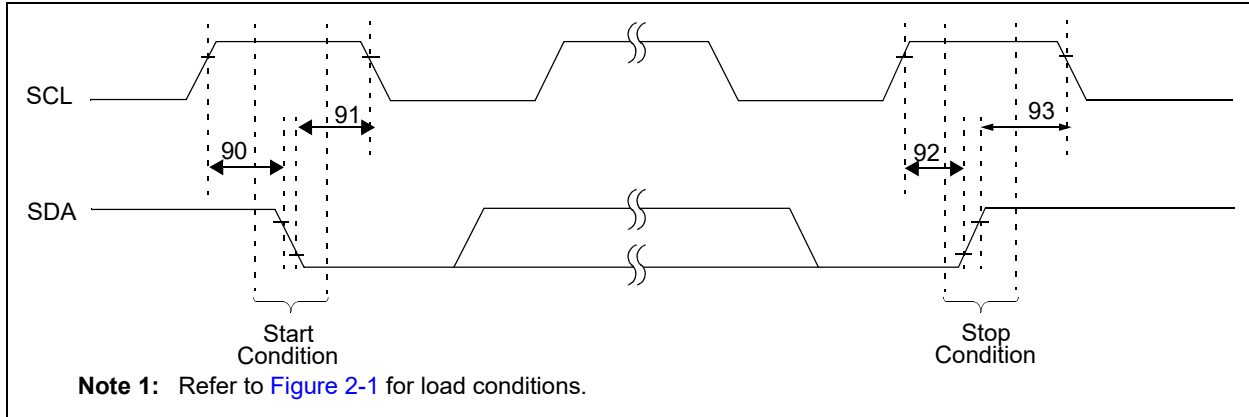 SCL
91
93
90
92
SDA
Start
Condition
Stop
Condition
Note 1: Refer to Figure 2-1 for load conditions.